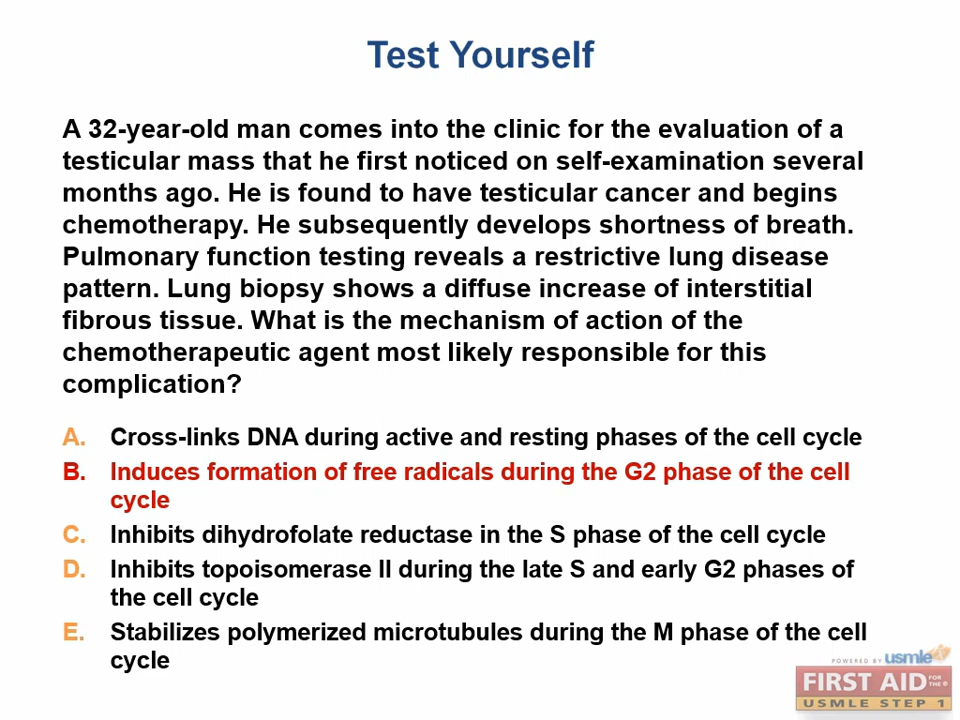 Test Yourself
A 32-year-old man comes into the clinic for the evaluation of a
testicular mass that he first noticed on self-examination several
months ago. He is found to have testicular cancer and begins
chemotherapy. He subsequently develops shortness of breath.
Pulmonary function testing reveals a restrictive lung disease
pattern. Lung biopsy shows a diffuse increase of interstitial
fibrous tissue. What is the mechanism of action of the
chemotherapeutic agent most likely responsible for this
complication?
A. Cross-links DNA during active and resting phases of the cell cycle
B. Induces formation of free radicals during the G2 phase of the cell
cycle
C. Inhibits dihydrofolate reductase in the S phase of the cell cycle
D. Inhibits topoisomerase II during the late S and early G2 phases of
the cell cycle
E. Stabilizes polymerized microtubules during the M phase of the cell
cycle
POWERED BY usmle
FIRST AID FOR THE ®
USMLE STEP 1